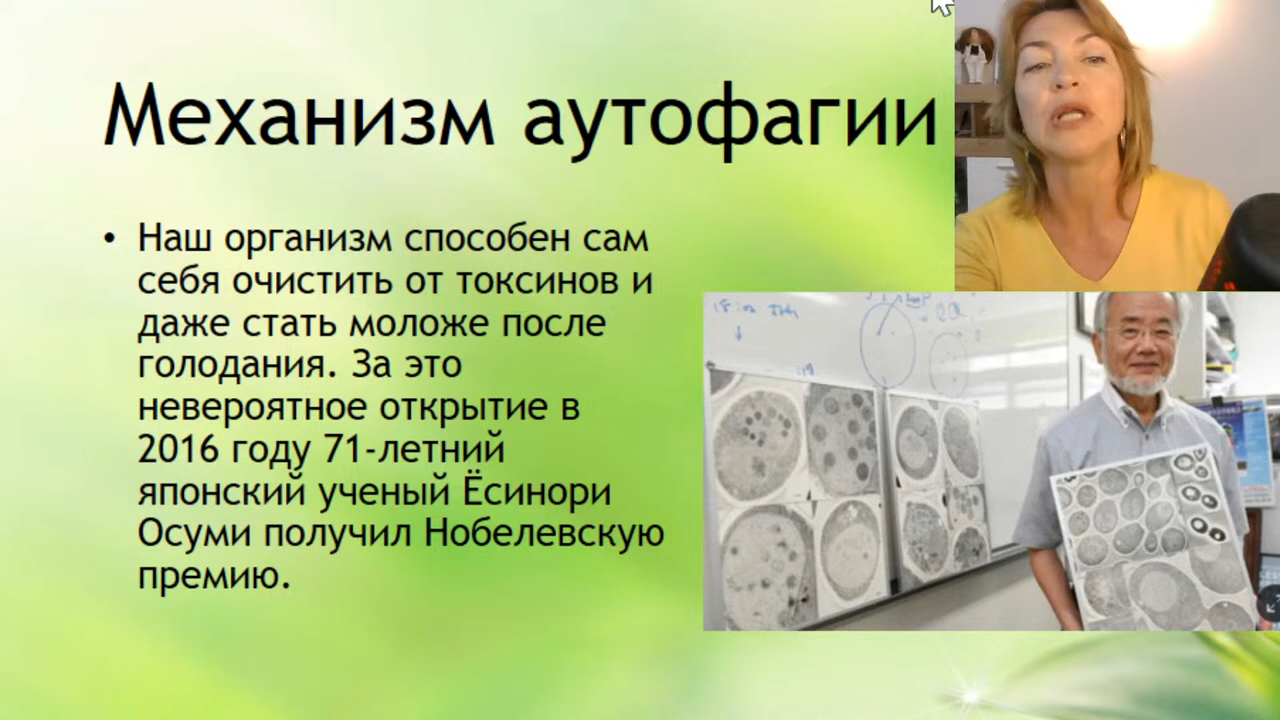 Механизм аутофагии
• Наш организм способен сам
себя очистить от токсинов и
даже стать моложе после
голодания. За это
невероятное открытие в
2016 году 71-летний
японский ученый Ёсинори
Осуми получил Нобелевскую
премию.